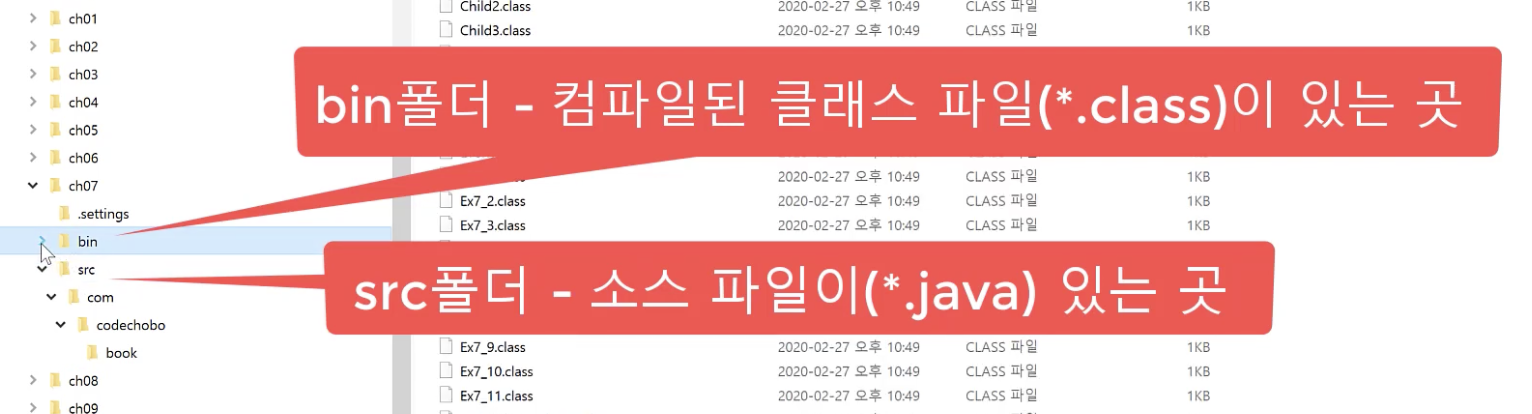 ch01
ch02
ch03
ch04
ch05
ch06
ch07
.settings
bin
src
com
codechobo
book
ch08
ch09
Child2.class 2020-02-27 오후 10:49 CLASS 파일 1KB
Child3.class 2020-02-27 오후 10:49 CLASS 파일 1KB
bin폴더 - 컴파일된 클래스 파일(*.class)이 있는 곳
2020-02-27 오후 10:49 CLASS 파일 1KB
Ex7_2.class 2020-02-27 오후 10:49 CLASS 파일 1KB
Ex7_3.class 2020-02-27 오후 10:49 CLASS 파일 1KB
src폴더 - 소스 파일이(*.java) 있는 곳
Ex7_9.class 2020-02-27 오후 10:49 CLASS 파일 1KB
Ex7_10.class 2020-02-27 오후 10:49 CLASS 파일 1KB
Ex7_11.class 2020-02-27 오후 10:49 CLASS 파일 1KB